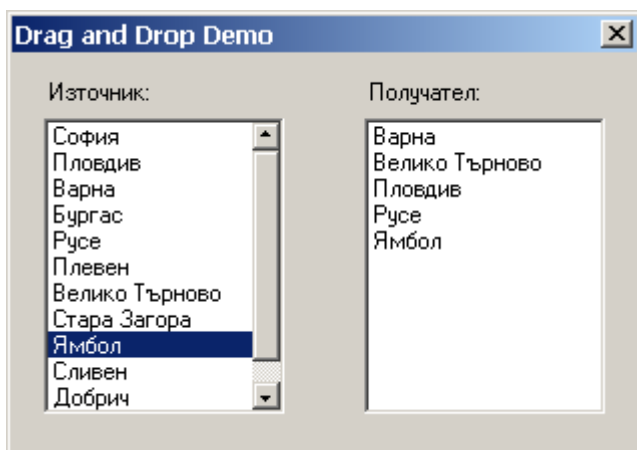 Drag and Drop Demo
Източник:
София
Пловдив
Варна
Бургас
Русе
Плевен
Велико Търново
Стара Загора
Ямбол
Сливен
Добрич
Получател:
Варна
Велико Търново
Пловдив
Русе
Ямбол